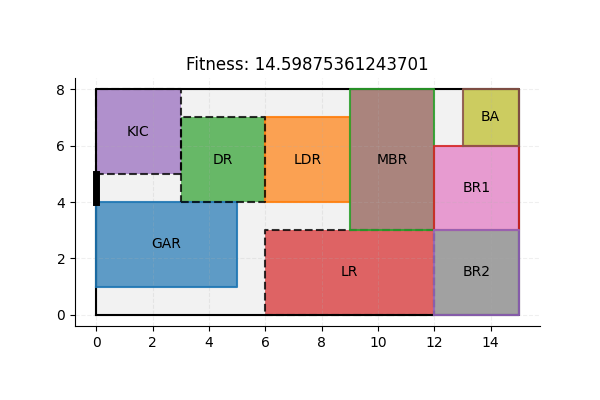 Fitness: 14.59875361243701
8
KIC
BA
6
DR
LDR
MBR
BR1
4
GAR
LR
BR2
2
0
0 2 4 6 8 10 12 14